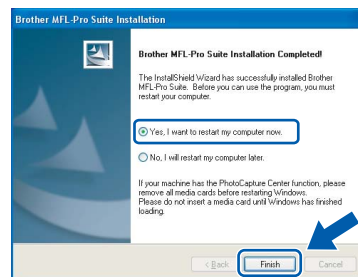 Brother MFL-Pro Suite Installation
Brother MFL-Pro Suite Installation Completed!
The InstallShield Wizard has successfully installed Brother
MFL-Pro Suite. Before you can use the program, you must
restart your computer.
Yes, I want to restart my computer now.
No, I will restart my computer later.
If your machine has the PhotoCapture Center function, please
remove all media cards before restarting Windows.
Please do not insert a media card until Windows has finished
loading.
< Back Finish Cancel